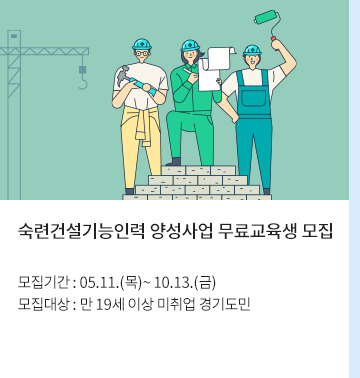 숙련건설기능인력 양성사업 무료교육생 모집
모집기간 : 05.11.(목)~ 10.13.(금)
모집대상 : 만 19세 이상 미취업 경기도민